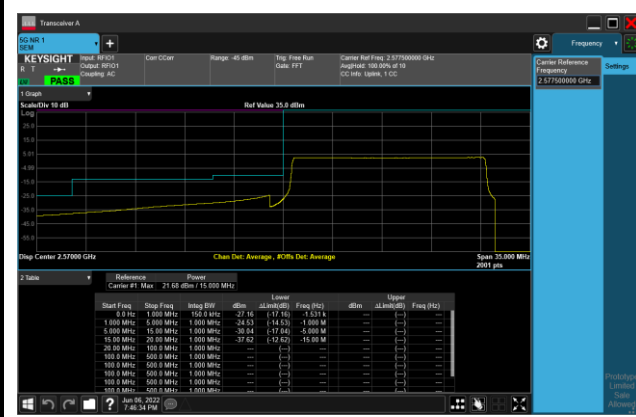 Transceiver A
5G NR 1
SEM
+
Frequency
KEYSIGHT
R T
PASS
Input: RFIO1
Output: RFIO1
Coupling: AC
Corr CCorr
Range: -45 dBm
Trig: Free Run
Gate: FFT
Carrier Ref Freq: 2.577500000 GHz
Avg|Hold: 100.00% of 10
CC Info: Uplink, 1 CC
Carrier Reference
Frequency
2.577500000 GHz
Settings
1 Graph
Scale/Div 10 dB
Ref Value 35.0 dBm
Log
25.0
15.0
5.01
-4.99
-15.0
-25.0
-35.0
-45.0
-55.0
Disp Center 2.57000 GHz
Chan Det: Average , #Offs Det: Average
Span 35.000 MHz
2001 pts
2 Table
Reference Power
Carrier #1 Max 21.68 dBm / 15.000 MHz
Lower Upper
Start Freq Stop Freq Integ BW dBm ΔLimit(dB) Freq (Hz) dBm ΔLimit(dB) Freq (Hz)
0.0 Hz 1.000 MHz 150.0 kHz -27.16 (-17.16) -1.531 k --- (---) ---
1.000 MHz 5.000 MHz 1.000 MHz -24.53 (-14.53) -1.000 M --- (---) ---
5.000 MHz 15.00 MHz 1.000 MHz -30.04 (-17.04) -5.000 M --- (---) ---
15.00 MHz 20.00 MHz 1.000 MHz -37.62 (-12.62) -15.00 M --- (---) ---
20.00 MHz 100.0 MHz 1.000 MHz --- (---) --- --- (---) ---
100.0 MHz 500.0 MHz 1.000 MHz --- (---) --- --- (---) ---
100.0 MHz 500.0 MHz 1.000 MHz --- (---) --- --- (---) ---
100.0 MHz 500.0 MHz 1.000 MHz --- (---) --- --- (---) ---
100.0 MHz 500.0 MHz 1.000 MHz --- (---) --- --- (---) ---
100.0 MHz 500.0 MHz 1.000 MHz --- (---) --- --- (---) ---
?
Jun 06, 2022
7:46:34 PM
Prototype
Limited
Sale
Allowed